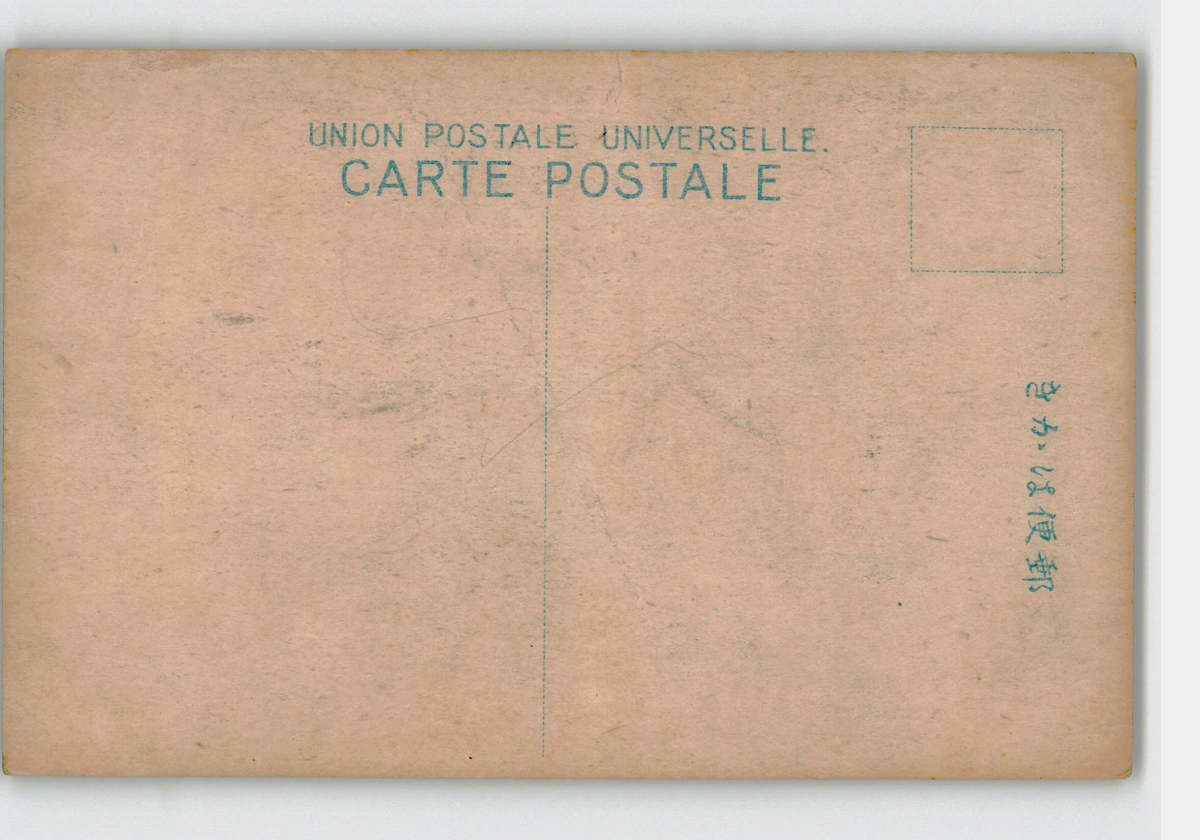 UNION POSTALE UNIVERSELLE.
CARTE POSTALE
郵便はがき